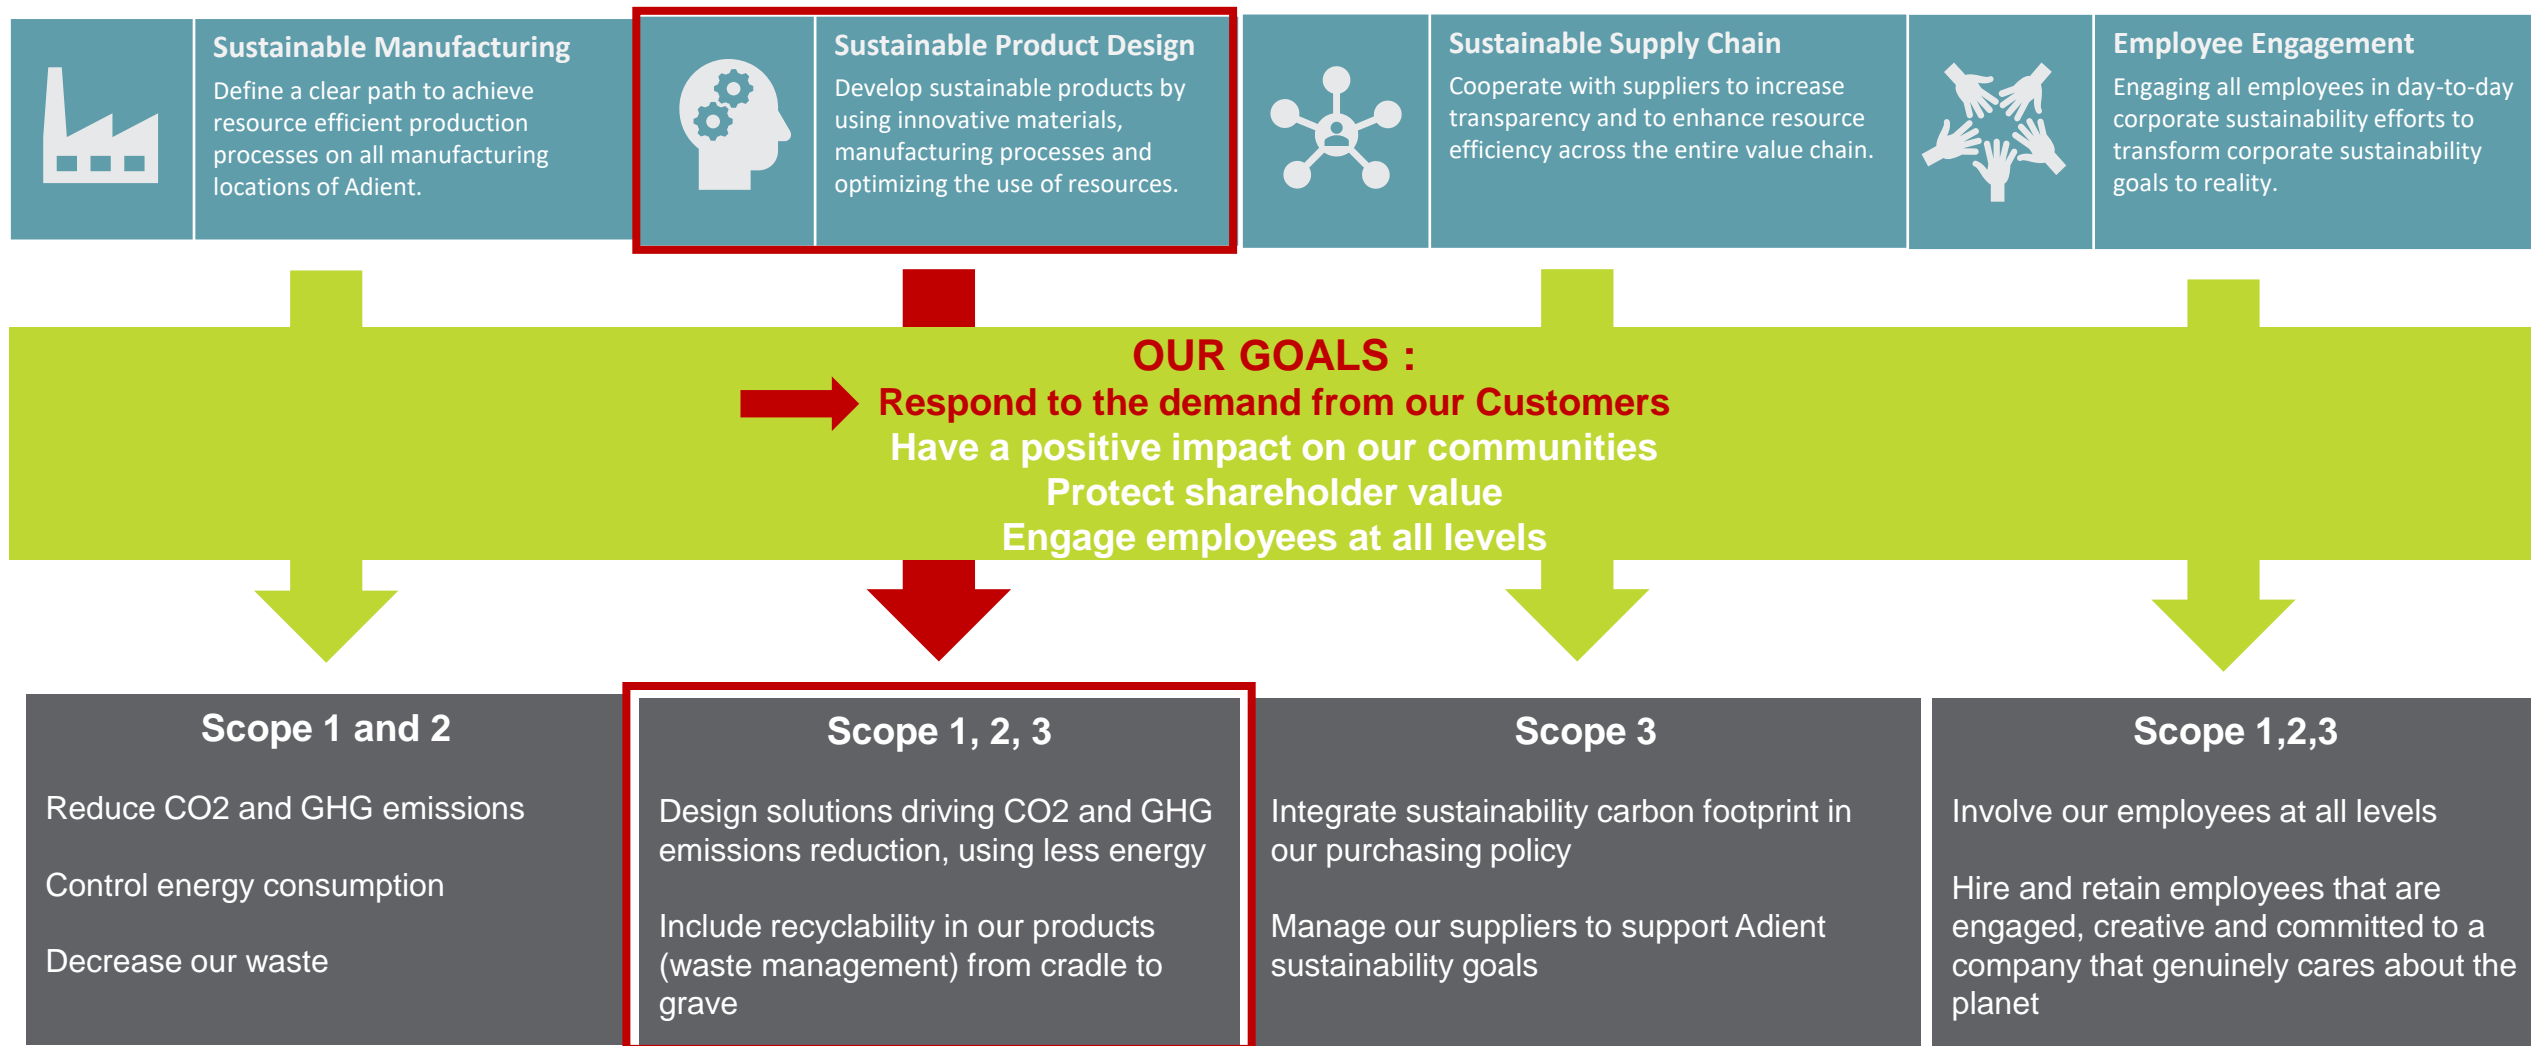 Sustainable Manufacturing
Define a clear path to achieve
resource efficient production
processes on all manufacturing
locations of Adient.
Sustainable Product Design
Develop sustainable products by
using innovative materials,
manufacturing processes and
optimizing the use of resources.
Sustainable Supply Chain
Cooperate with suppliers to increase
transparency and to enhance resource
efficiency across the entire value chain.
Employee Engagement
Engaging all employees in day-to-day
corporate sustainability efforts to
transform corporate sustainability
goals to reality.
OUR GOALS :
Respond to the demand from our Customers
Have a positive impact on our communities
Protect shareholder value
Engage employees at all levels
Scope 1 and 2
Reduce CO2 and GHG emissions
Control energy consumption
Decrease our waste
Scope 1, 2, 3
Design solutions driving CO2 and GHG
emissions reduction, using less energy
Include recyclability in our products
(waste management) from cradle to
grave
Scope 3
Integrate sustainability carbon footprint in
our purchasing policy
Manage our suppliers to support Adient
sustainability goals
Scope 1,2,3
Involve our employees at all levels
Hire and retain employees that are
engaged, creative and committed to a
company that genuinely cares about the
planet